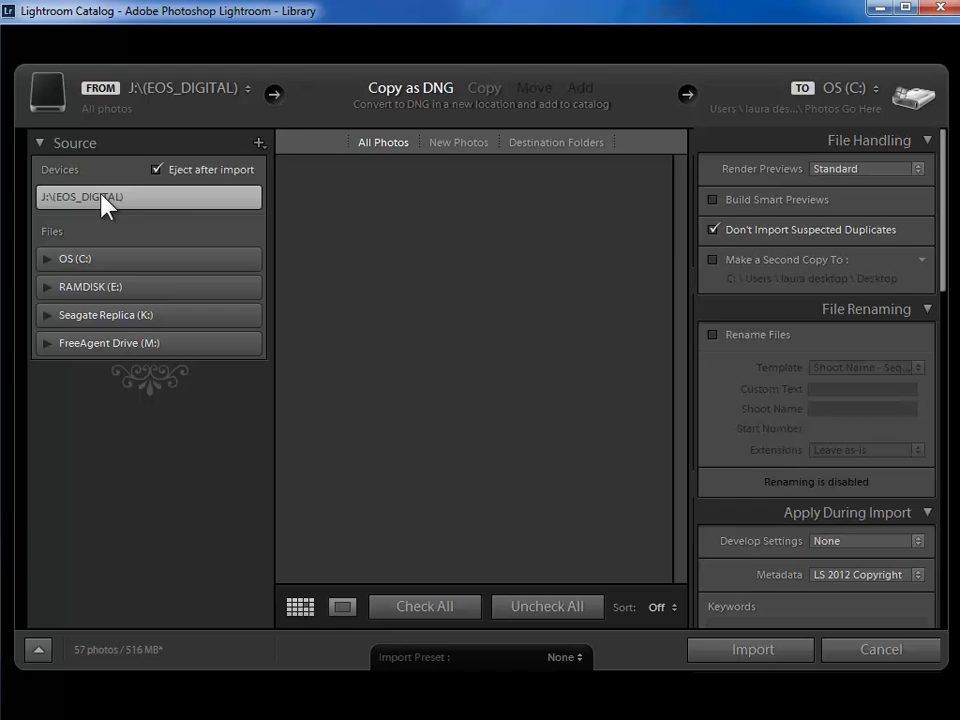 Lr Lightroom Catalog - Adobe Photoshop Lightroom - Library
FROM J:\(EOS_DIGITAL)
All photos
Copy as DNG Copy Move Add
Convert to DNG in a new location and add to catalog
TO OS (C:)
Users \ laura des...\ Photos Go Here
Source
Devices Eject after import
J:\(EOS_DIGITAL)
Files
OS (C:)
RAMDISK (E:)
Seagate Replica (K:)
FreeAgent Drive (M:)
All Photos New Photos Destination Folders
File Handling
Render Previews Standard
Build Smart Previews
Don't Import Suspected Duplicates
Make a Second Copy To :
C: \ Users \ laura desktop \ Desktop
File Renaming
Rename Files
Template Shoot Name - Seq...
Custom Text
Shoot Name
Start Number
Extensions Leave as-is
Renaming is disabled
Apply During Import
Develop Settings None
Metadata LS 2012 Copyright
Keywords
Check All Uncheck All Sort: Off
57 photos / 516 MB*
Import Preset : None
Import Cancel